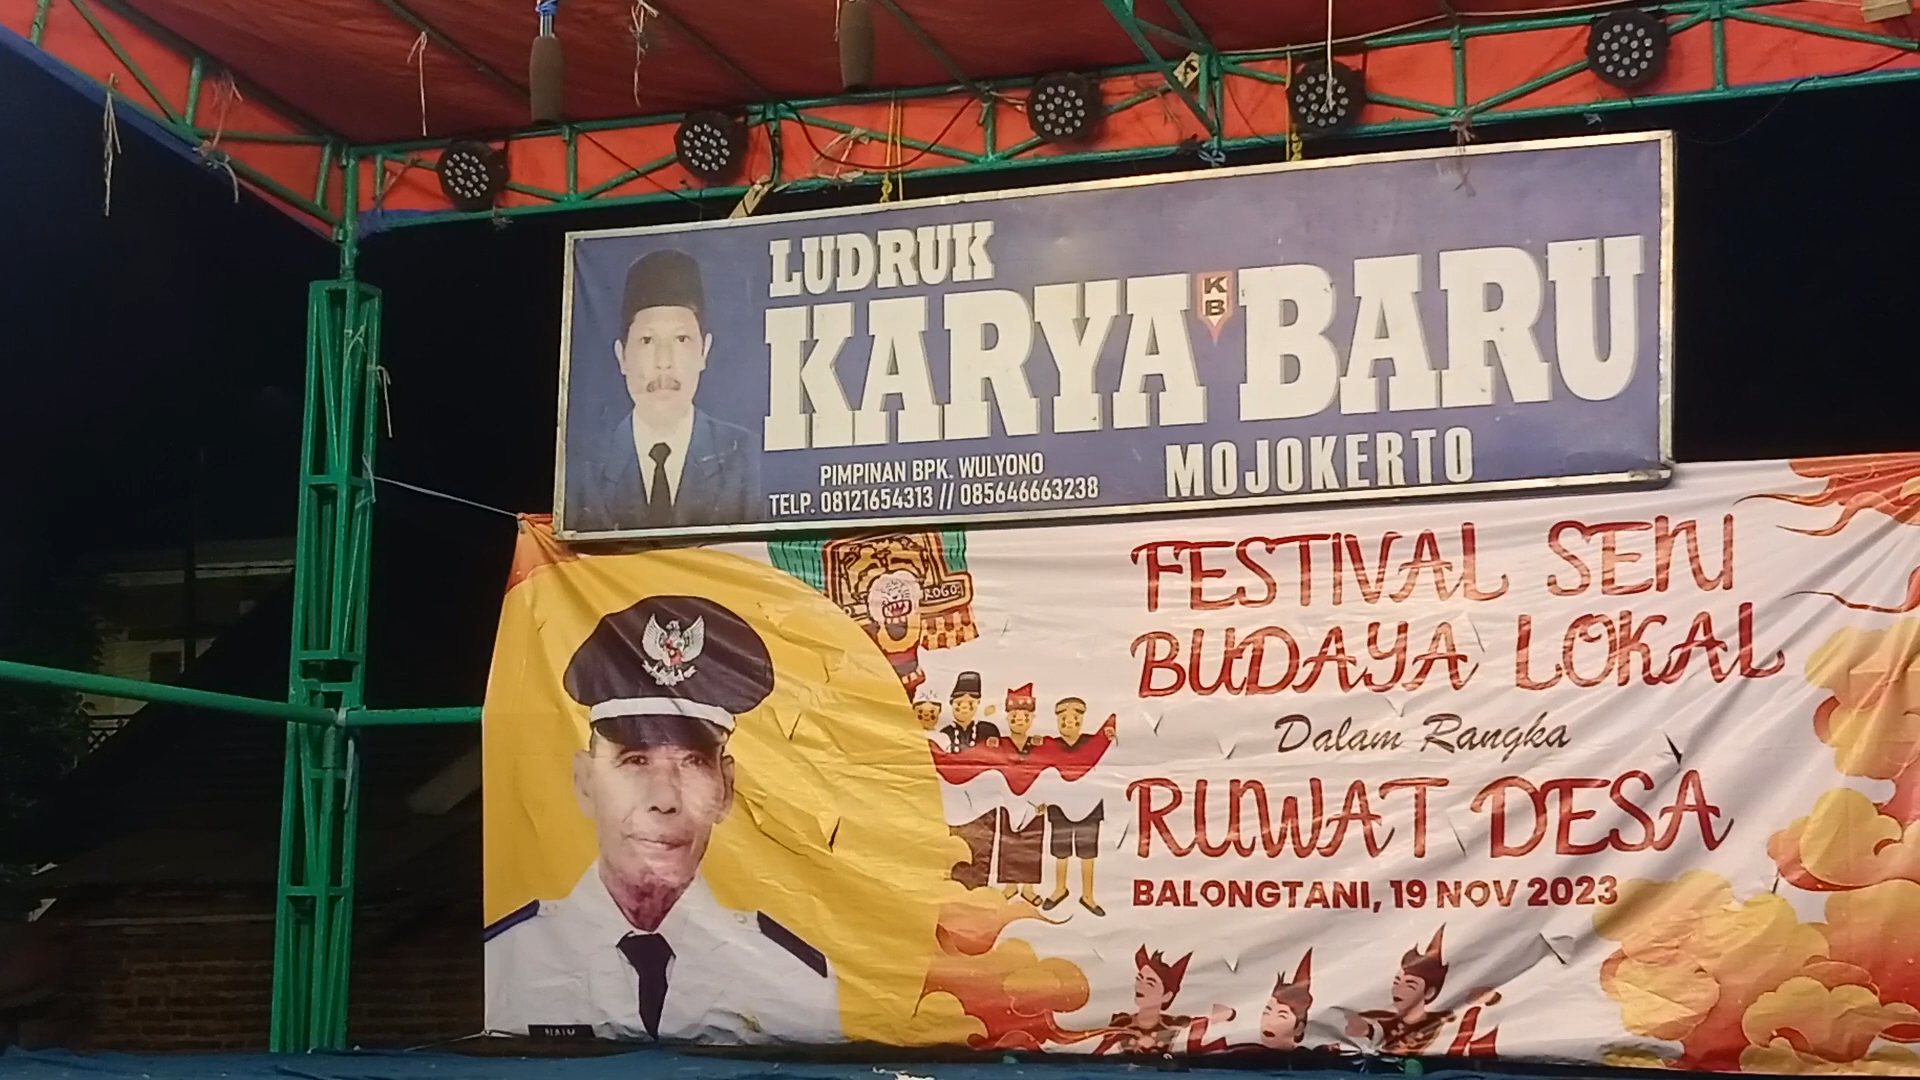 LUDRUK
KARYA BARU
KB
PIMPINAN BPK. WULYONO
TELP. 08121654313 // 085646663238
MOJOKERTO
FESTIVAL SENI
BUDAYA LOKAL
Dalam Rangka
RUWAT DESA
BALONGTANI, 19 NOV 2023